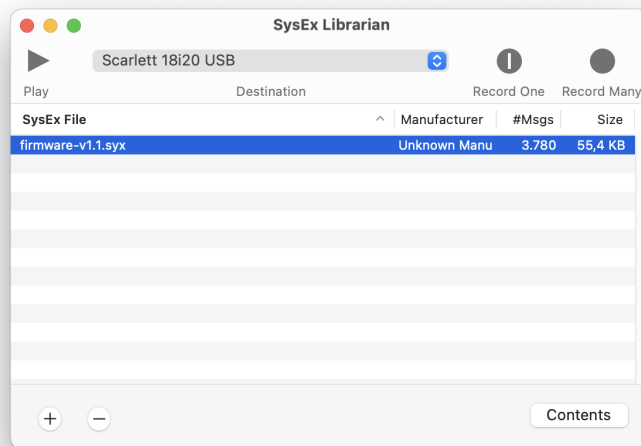 SysEx Librarian
Scarlett 18i20 USB
Play Destination Record One Record Many
SysEx File Manufacturer #Msgs Size
firmware-v1.1.syx Unknown Manu 3.780 55,4 KB
Contents